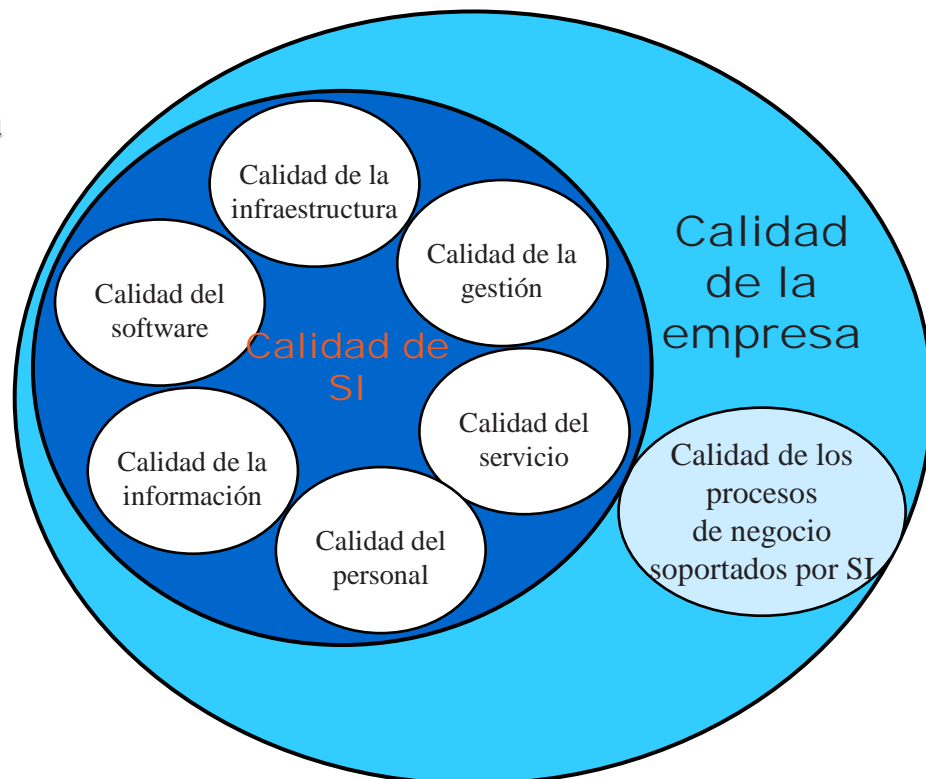 Calidad de la
infraestructura
Calidad de la
gestión
Calidad del
software
Calidad de
SI
Calidad de la
empresa
Calidad del
servicio
Calidad de la
información
Calidad del
personal
Calidad de los
procesos
de negocio
soportados por SI